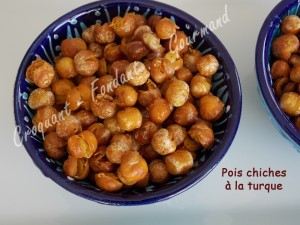 Croquant - Fondant - Gourmand
Pois chiches
à la turque